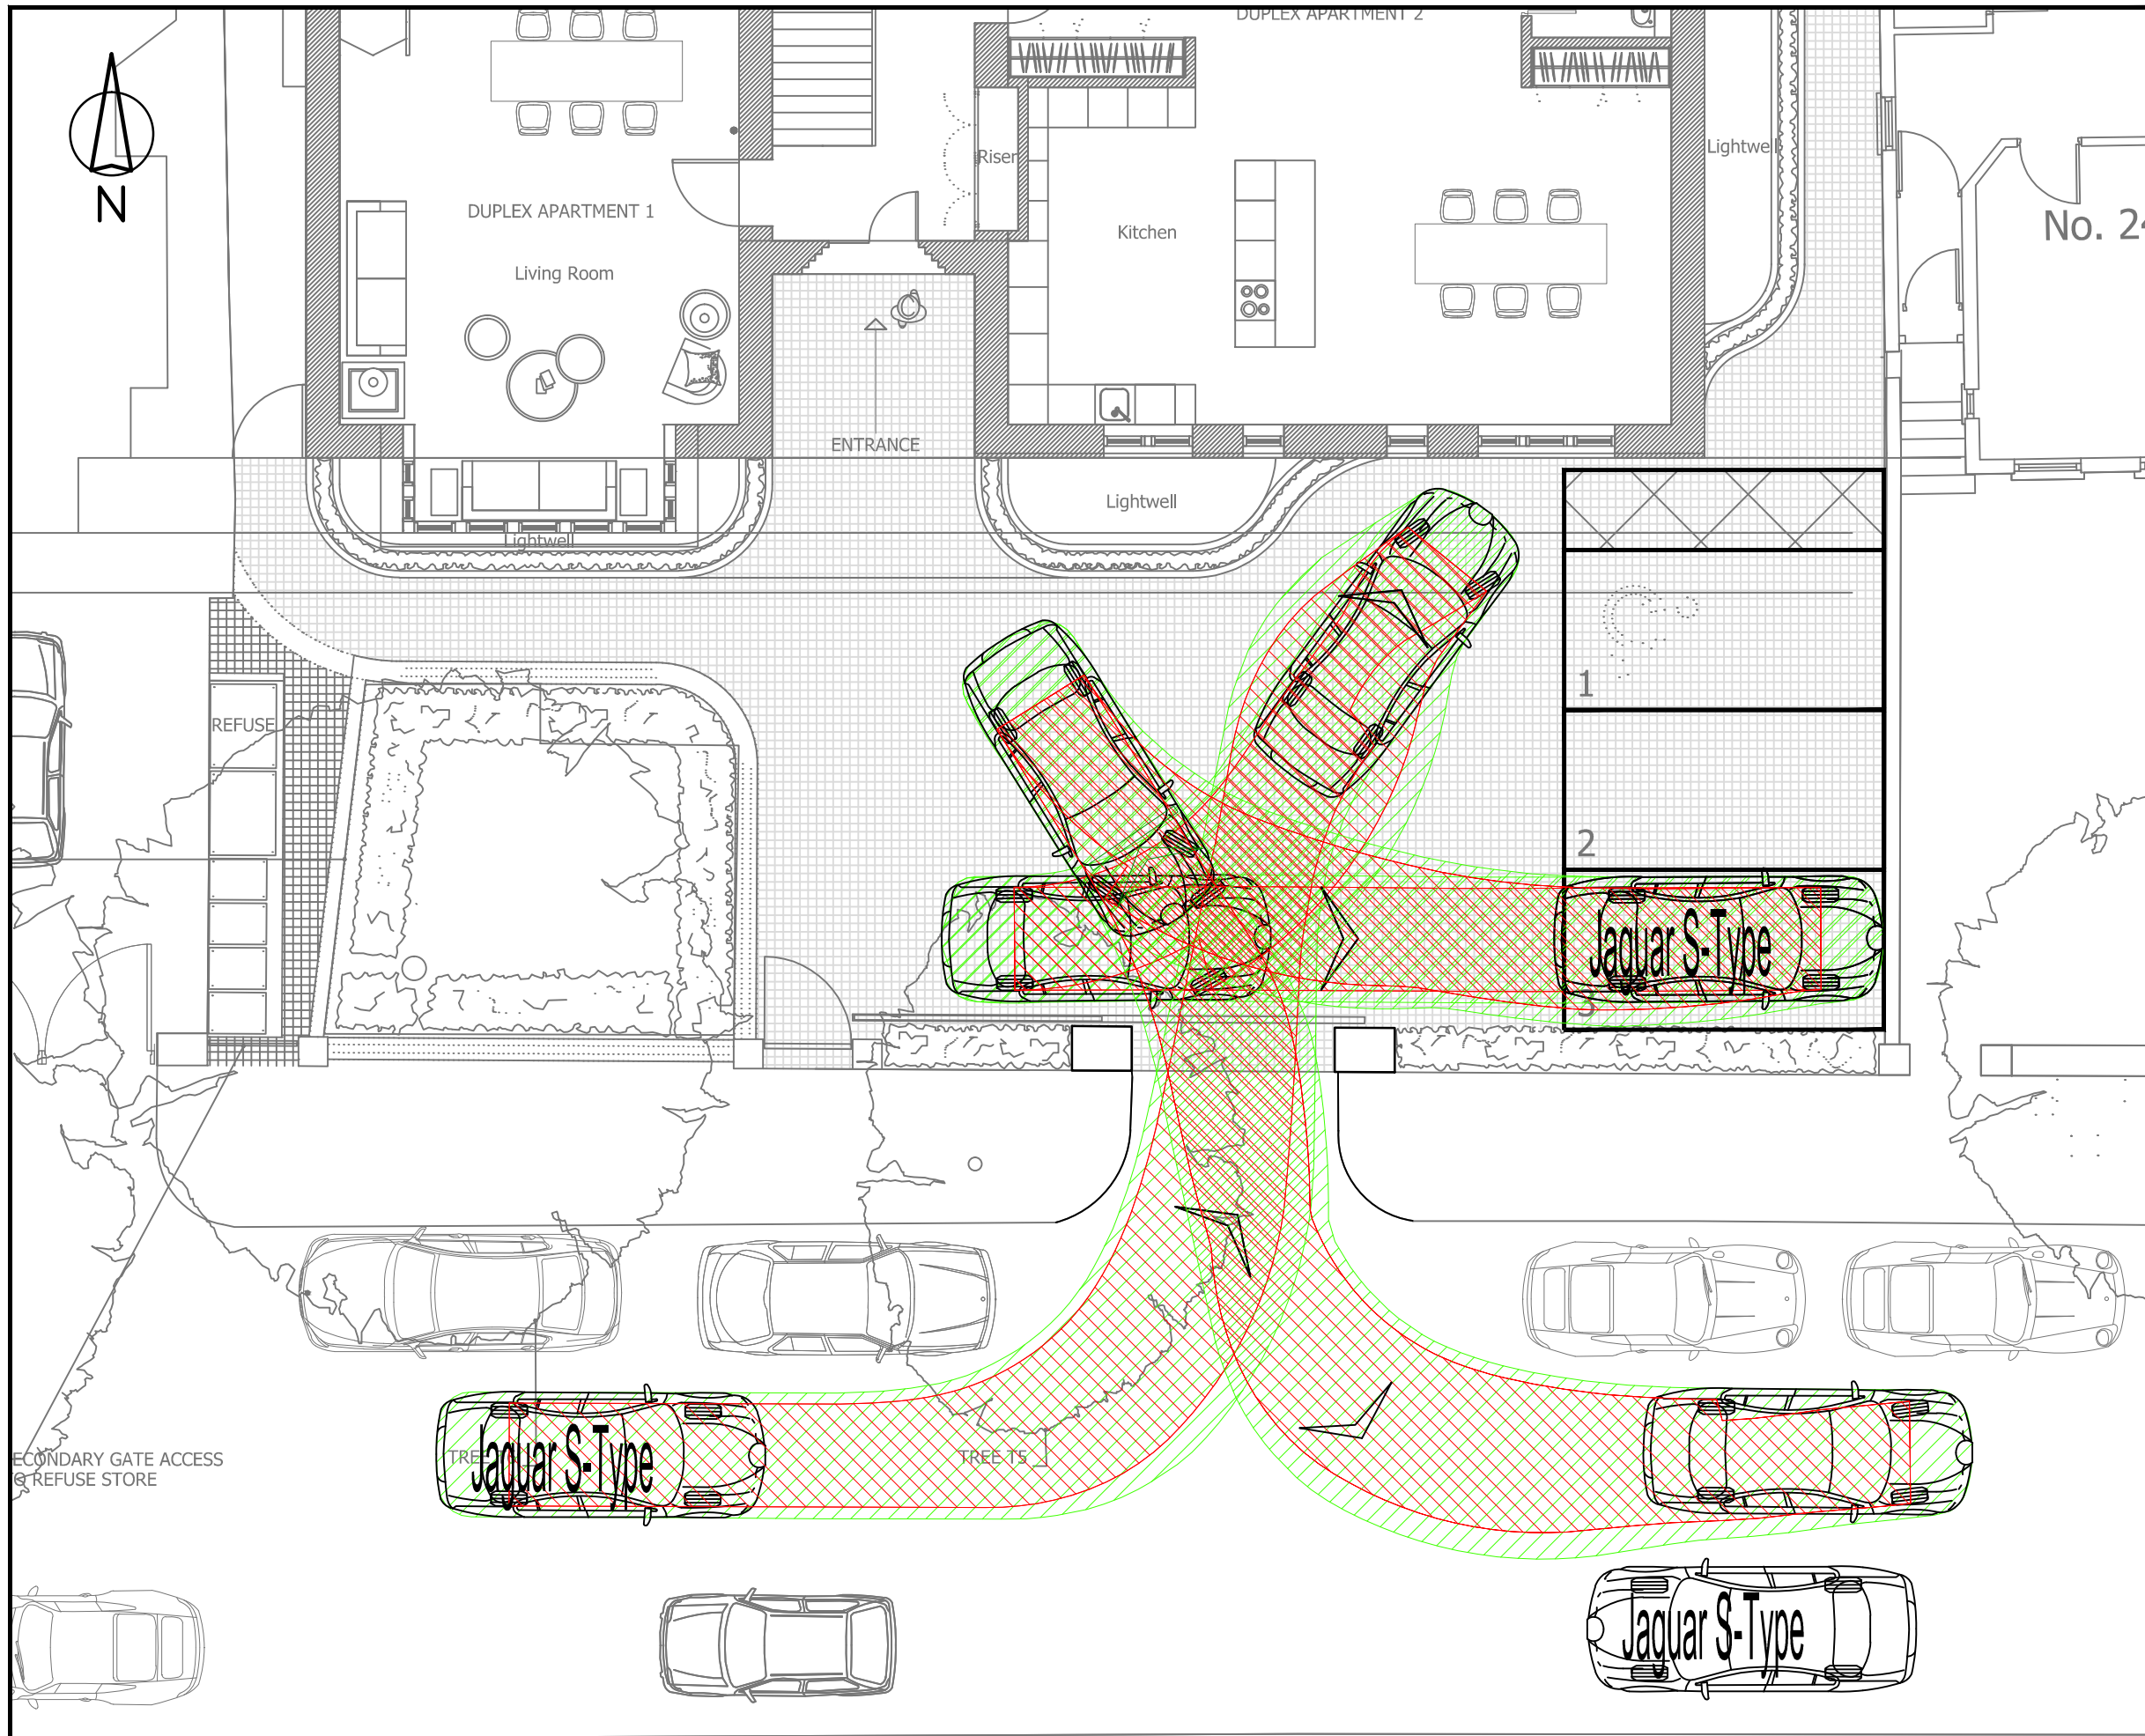 DUPLEX APARTMENT 2
N
Riser
Lightwell
DUPLEX APARTMENT 1
Kitchen
No. 24
Living Room
ENTRANCE
Lightwell
Lightwell
1
REFUSE
2
Jaguar S-Type
3
TREE
Jaguar S-Type
TREE T5
ECONDARY GATE ACCESS
O REFUSE STORE
Jaguar S-Type